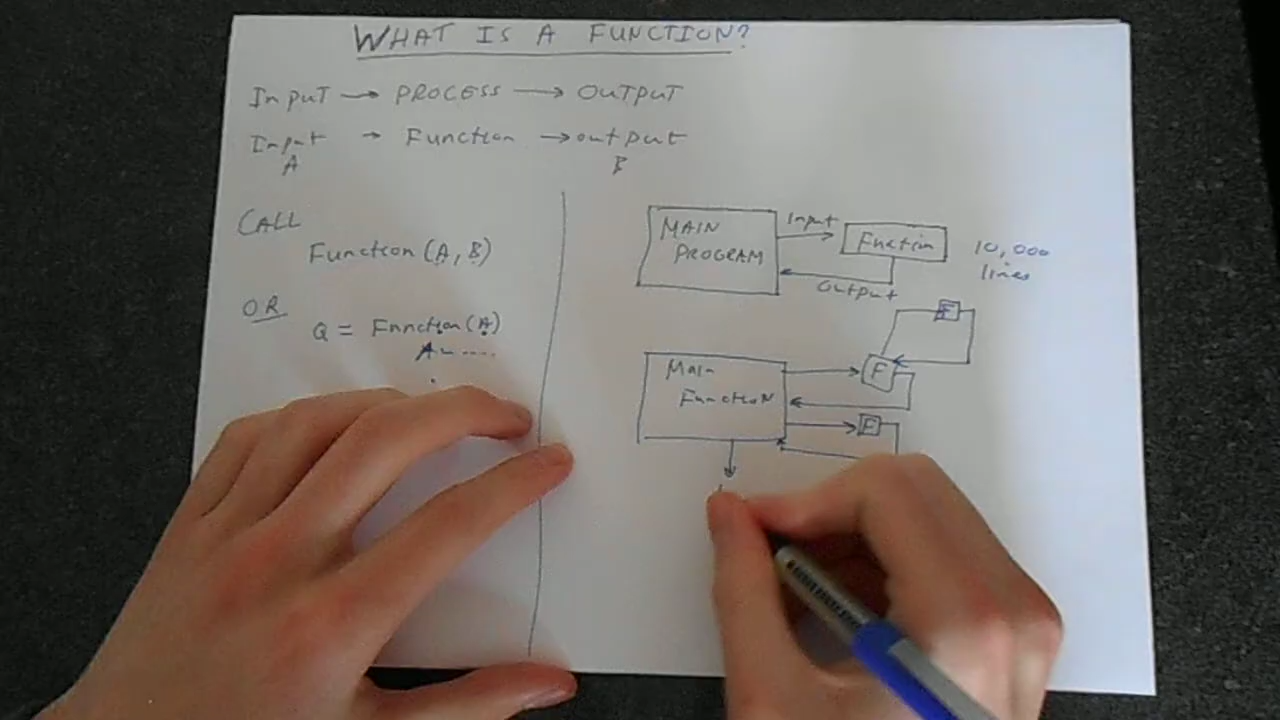 WHAT IS A FUNCTION?
InPUT → PROCESS → OUTPUT
Input → Function → output
A B
CALL
Function (A, B)
OR
Q = Function (A)
A = ....
MAIN
PROGRAM
Input
Function
Output
10,000
lines
F
Main
FunctioN
F
F